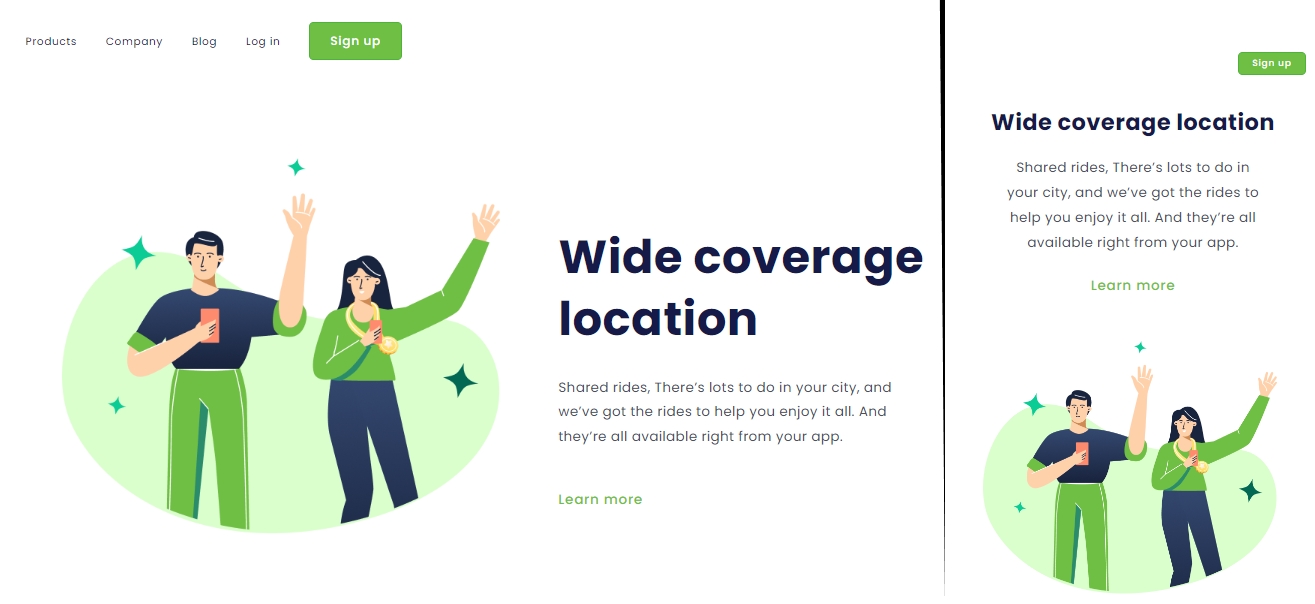 Products Company Blog Log in Sign up
Wide coverage
location
Shared rides, There’s lots to do in your city, and
we’ve got the rides to help you enjoy it all. And
they’re all available right from your app.
Learn more
Sign up
Wide coverage location
Shared rides, There’s lots to do in
your city, and we’ve got the rides to
help you enjoy it all. And they’re all
available right from your app.
Learn more